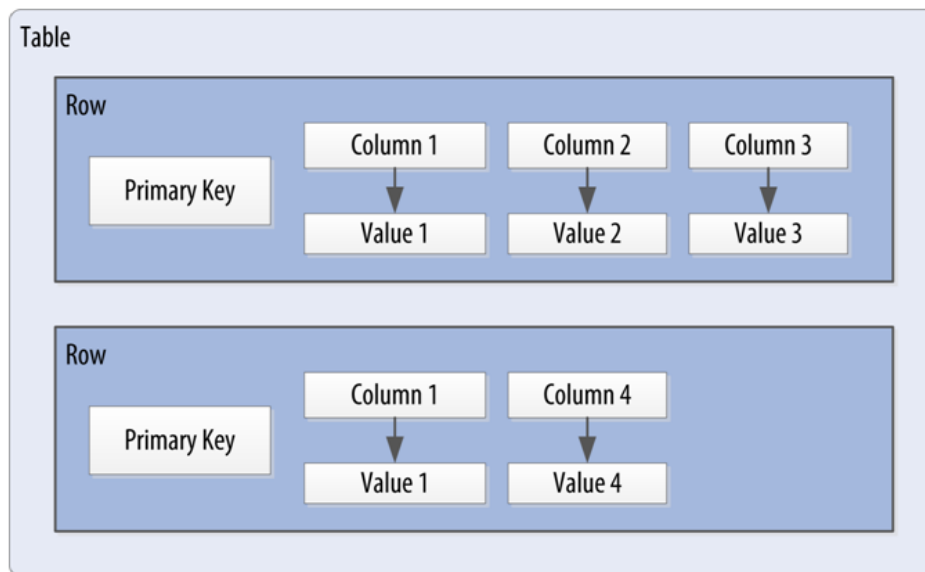 Table
Row
Column 1 Column 2 Column 3
Primary Key
Value 1 Value 2 Value 3
Row
Column 1 Column 4
Primary Key
Value 1 Value 4